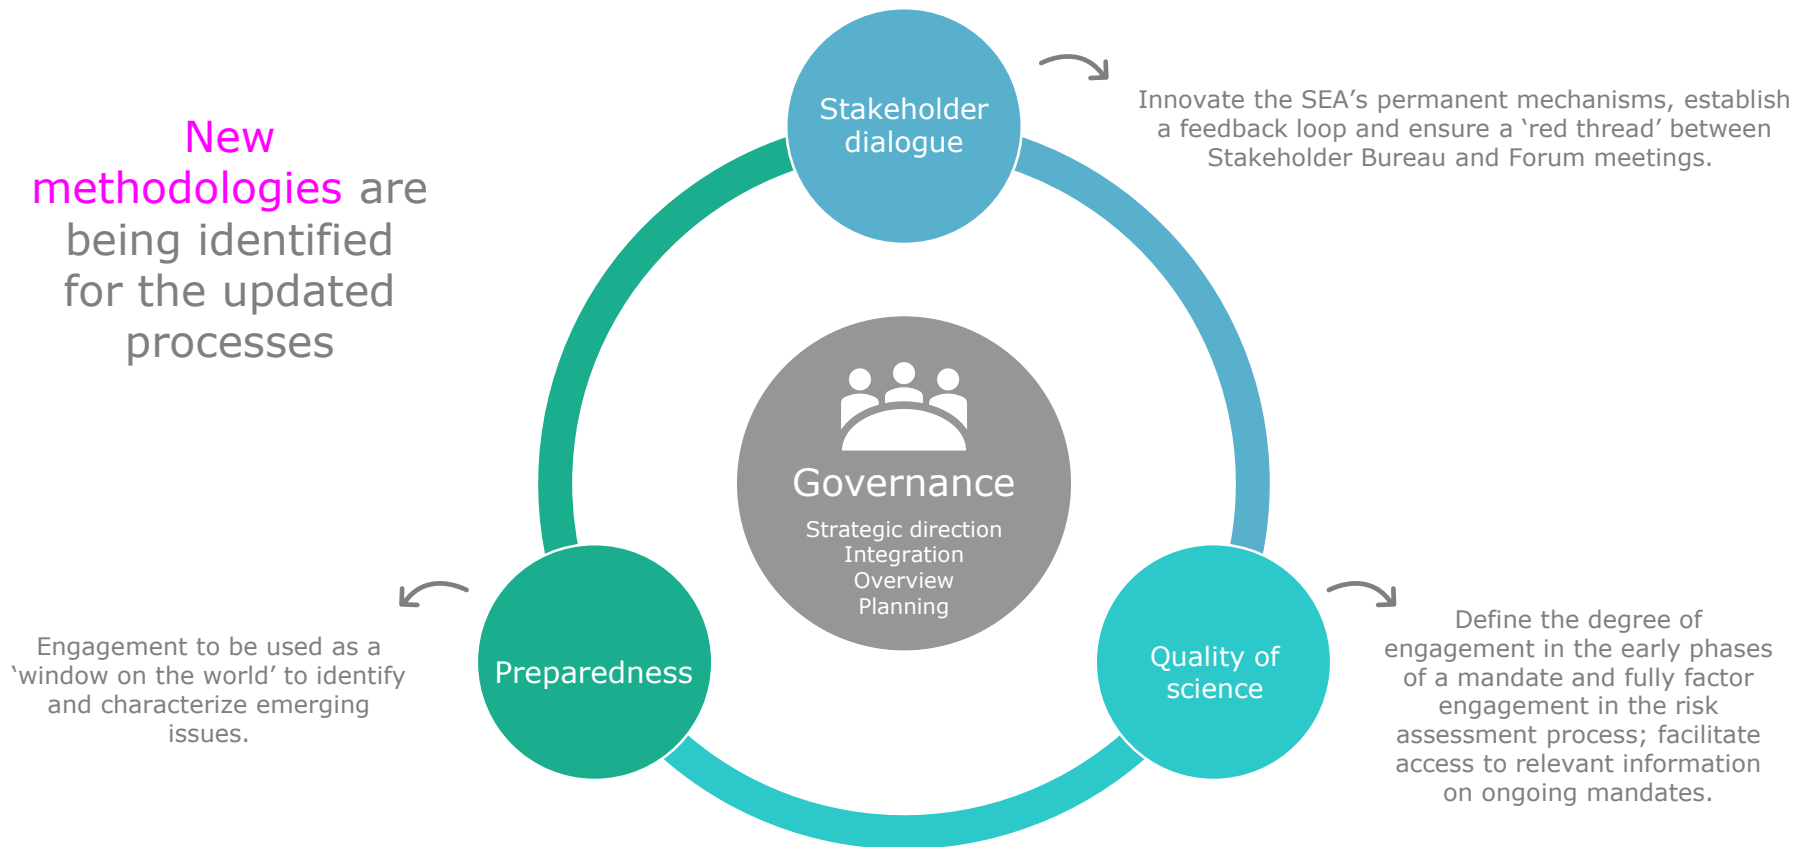 New
methodologies are
being identified
for the updated
processes
Stakeholder
dialogue
Innovate the SEA’s permanent mechanisms, establish
a feedback loop and ensure a ‘red thread’ between
Stakeholder Bureau and Forum meetings.
Governance
Strategic direction
Integration
Overview
Planning
Preparedness
Engagement to be used as a
‘window on the world’ to identify
and characterize emerging
issues.
Quality of
science
Define the degree of
engagement in the early phases
of a mandate and fully factor
engagement in the risk
assessment process; facilitate
access to relevant information
on ongoing mandates.